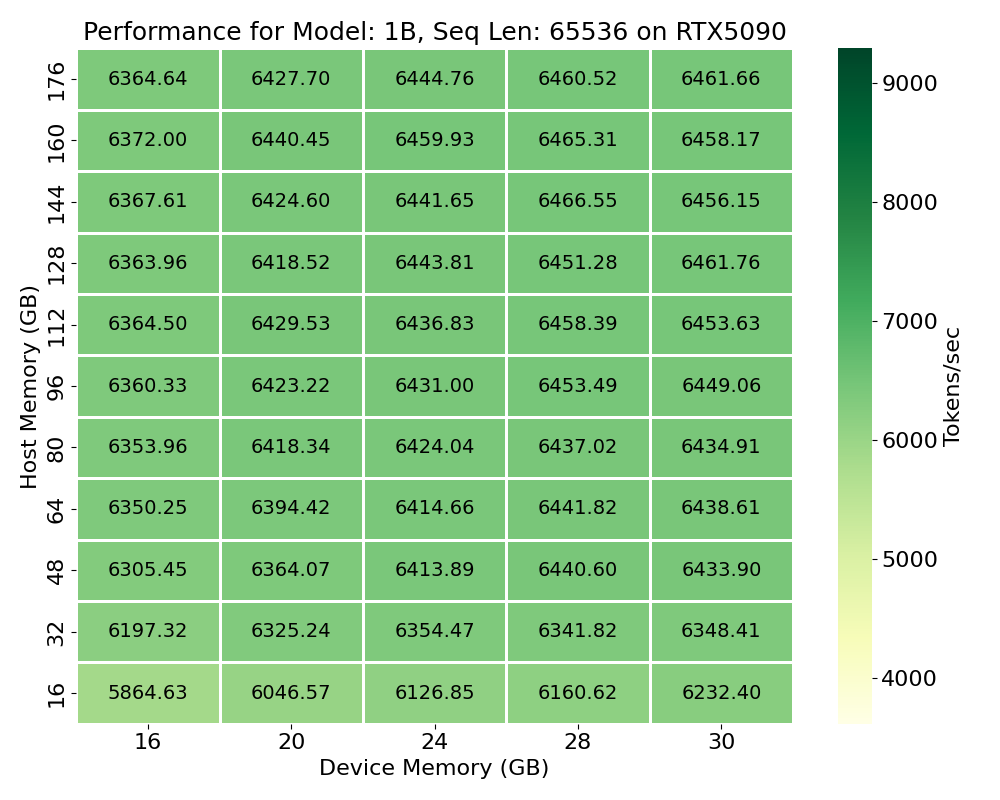 Performance for Model: 1B, Seq Len: 65536 on RTX5090
176 6364.64 6427.70 6444.76 6460.52 6461.66
160 6372.00 6440.45 6459.93 6465.31 6458.17
144 6367.61 6424.60 6441.65 6466.55 6456.15
128 6363.96 6418.52 6443.81 6451.28 6461.76
112 6364.50 6429.53 6436.83 6458.39 6453.63
96 6360.33 6423.22 6431.00 6453.49 6449.06
80 6353.96 6418.34 6424.04 6437.02 6434.91
64 6350.25 6394.42 6414.66 6441.82 6438.61
48 6305.45 6364.07 6413.89 6440.60 6433.90
32 6197.32 6325.24 6354.47 6341.82 6348.41
16 5864.63 6046.57 6126.85 6160.62 6232.40
16 20 24 28 30
Device Memory (GB)
Host Memory (GB)
9000
8000
7000
6000
5000
4000
Tokens/sec